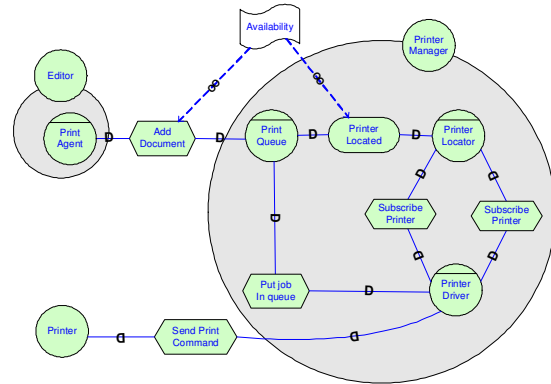 Availability
Printer
Manager
Editor
Print
Agent
D
Add
Document
D
Print
Queue
D
Printer
Located
D
Printer
Locator
D
D
D
Subscribe
Printer
Subscribe
Printer
D
D
Put job
In queue
D
Printer
Driver
Printer
D
Send Print
Command
D